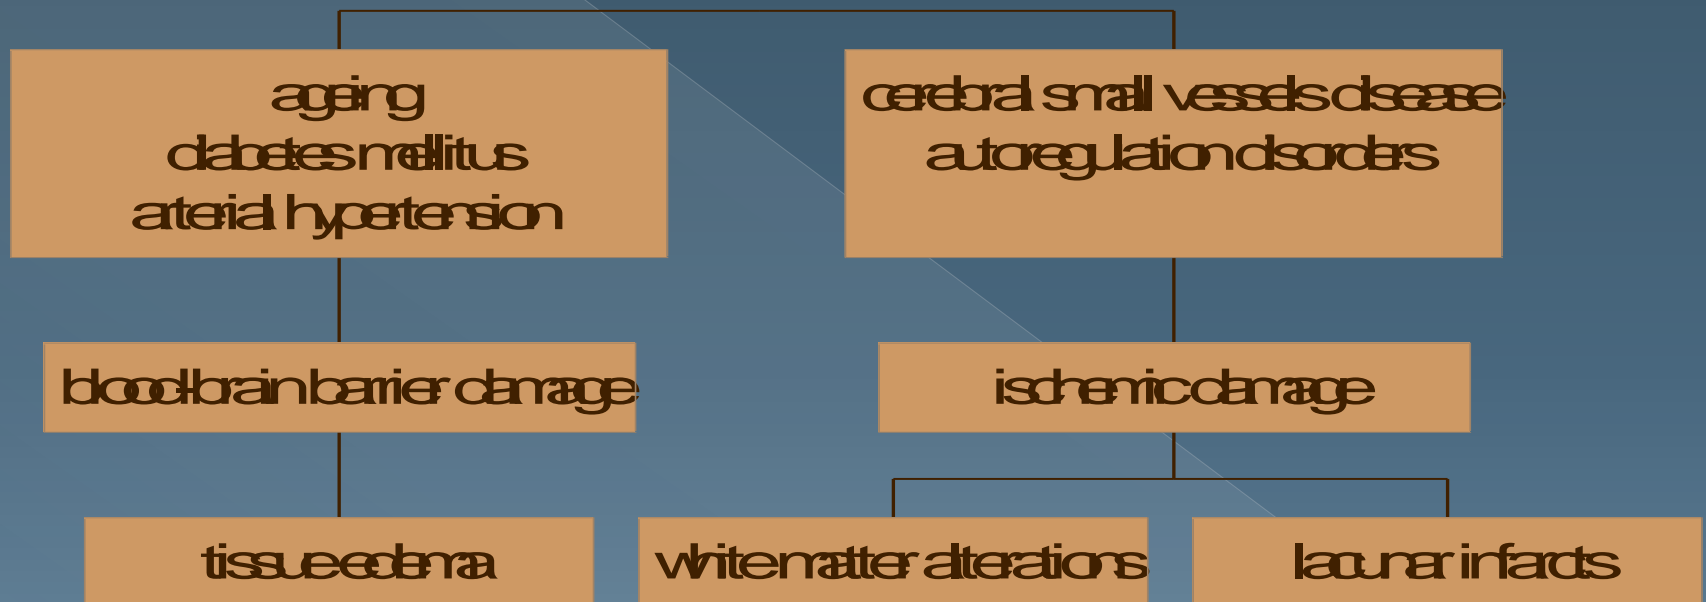 ageing
diabetes mellitus
arterial hypertension
cerebral small vessels disease
autoregulation disorders
blood-brain barrier damage
ischemic damage
tissue edema
white matter alterations
lacunar infarcts